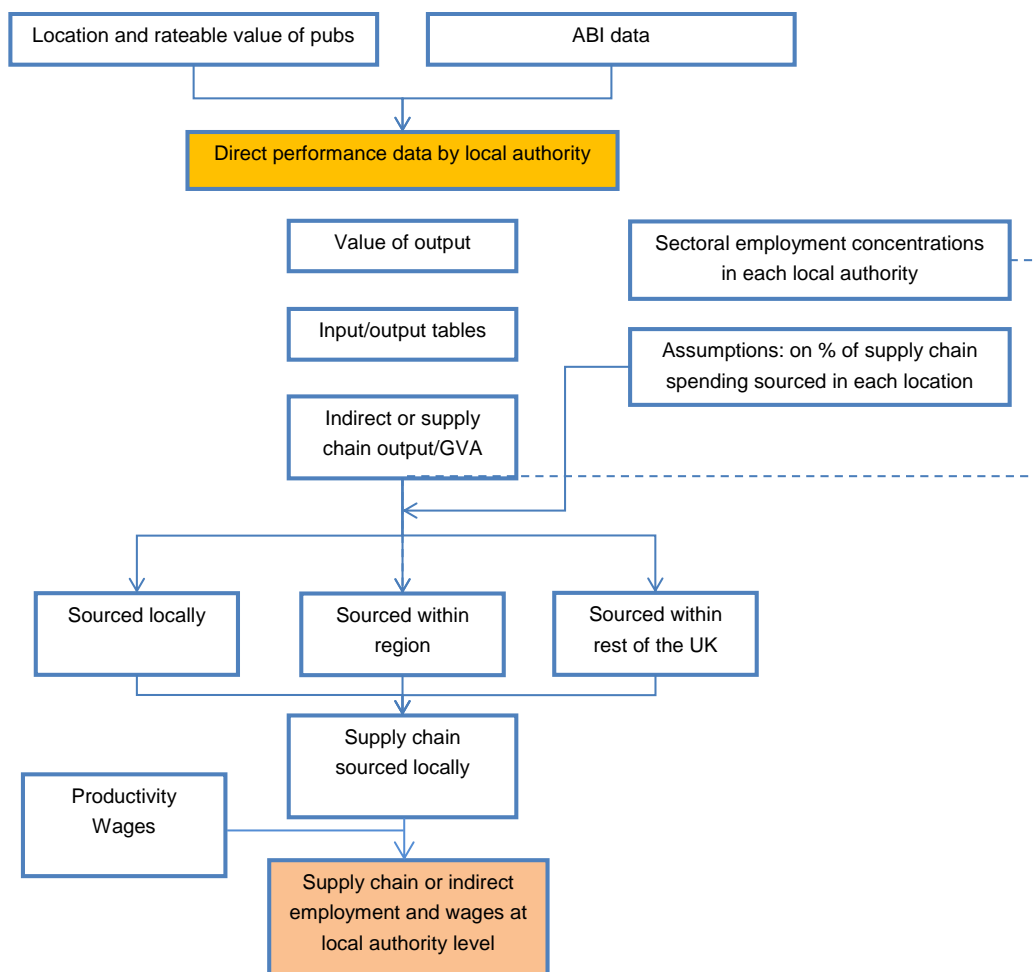 Location and rateable value of pubs
ABI data
Direct performance data by local authority
Value of output
Sectoral employment concentrations
in each local authority
Input/output tables
Assumptions: on % of supply chain
spending sourced in each location
Indirect or supply
chain output/GVA
Sourced locally
Sourced within
region
Sourced within
rest of the UK
Supply chain
sourced locally
Productivity
Wages
Supply chain or indirect
employment and wages at
local authority level